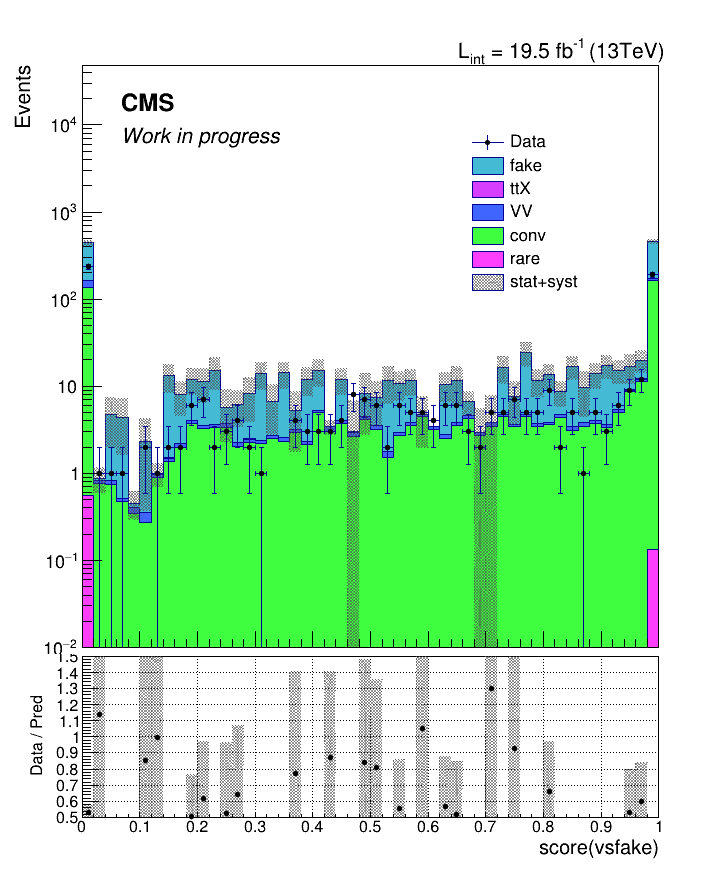 L_int = 19.5 fb^-1 (13TeV)
Events
CMS
Work in progress
Data
fake
ttX
VV
conv
rare
stat+syst
10^4
10^3
10^2
10
1
10^-1
10^-2
1.5
1.4
1.3
1.2
1.1
1
0.9
0.8
0.7
0.6
0.5
Data / Pred
0 0.1 0.2 0.3 0.4 0.5 0.6 0.7 0.8 0.9 1
score(vsfake)